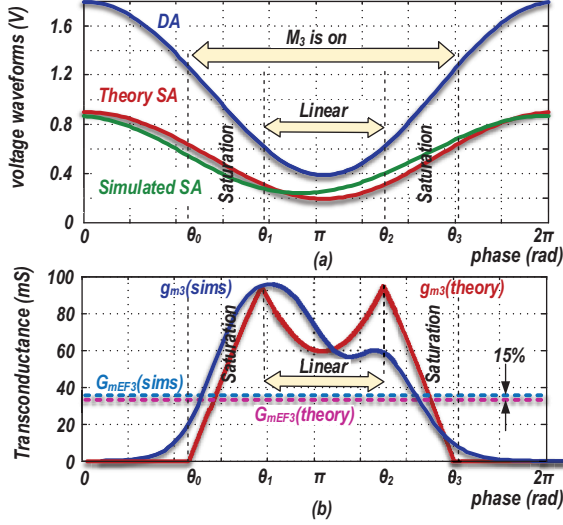 voltage waveforms (V)
1.6
1.2
0.8
0.4
0
DA
M3 is on
Theory SA
Linear
Saturation
Saturation
Simulated SA
0 θ0 θ1 π θ2 θ3 2π
phase (rad)
(a)
Transconductance (mS)
100
80
60
40
20
0
gm3(sims)
gm3(theory)
Saturation
Saturation
Linear
15%
GmEF3(sims)
GmEF3(theory)
0 θ0 θ1 π θ2 θ3 2π
phase (rad)
(b)